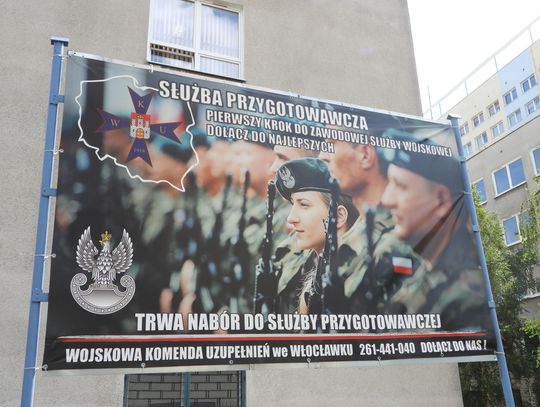 SŁUŻBA PRZYGOTOWAWCZA
PIERWSZY KROK DO ZAWODOWEJ SŁUŻBY WOJSKOWEJ
DOŁĄCZ DO NAJLEPSZYCH
K
W U
1918
TRWA NABÓR DO SŁUŻBY PRZYGOTOWAWCZEJ
WOJSKOWA KOMENDA UZUPEŁNIEŃ we WŁOCŁAWKU 261-441-040 DOŁĄCZ DO NAS